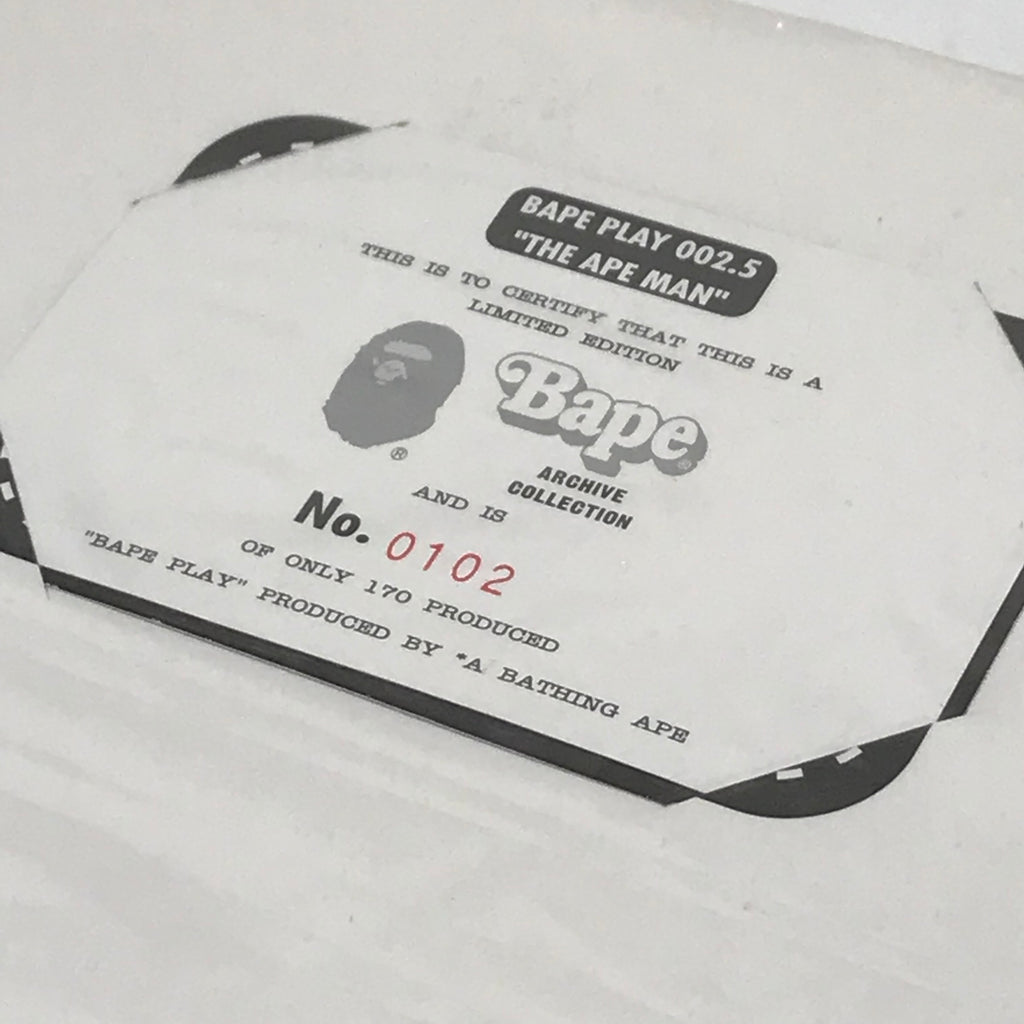 BAPE PLAY 002.5
"THE APE MAN"
THIS IS TO CERTIFY THAT THIS IS A
LIMITED EDITION
®
Bape®
ARCHIVE
COLLECTION
AND IS
No. 0102
OF ONLY 170 PRODUCED
"BAPE PLAY" PRODUCED BY *A BATHING APE